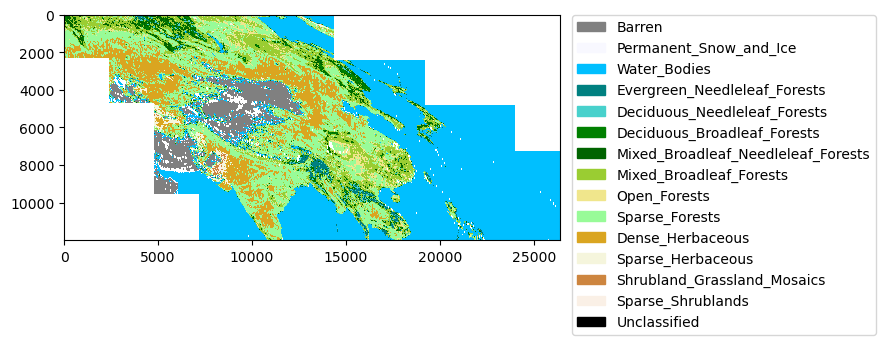 0
2000
4000
6000
8000
10000
0
5000
10000
15000
20000
25000
Barren
Permanent_Snow_and_Ice
Water_Bodies
Evergreen_Needleleaf_Forests
Deciduous_Needleleaf_Forests
Deciduous_Broadleaf_Forests
Mixed_Broadleaf_Needleleaf_Forests
Mixed_Broadleaf_Forests
Open_Forests
Sparse_Forests
Dense_Herbaceous
Sparse_Herbaceous
Shrubland_Grassland_Mosaics
Sparse_Shrublands
Unclassified